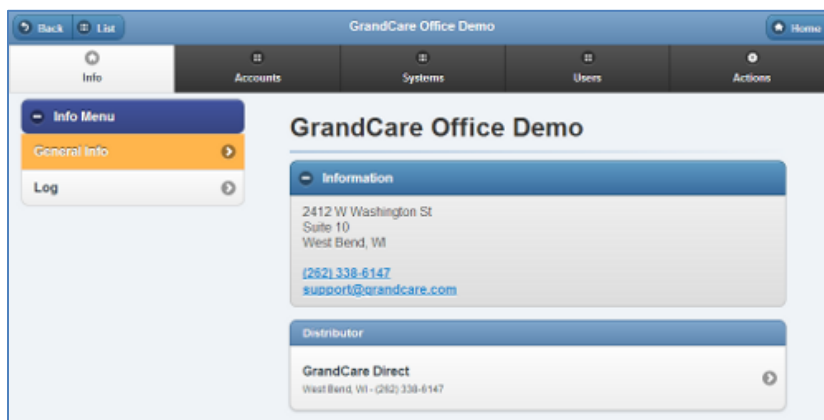 Back
List
GrandCare Office Demo
Home
Info
Accounts
Systems
Users
Actions
Info Menu
General Info
Log
GrandCare Office Demo
Information
2412 W Washington St
Suite 10
West Bend, WI
(262) 338-6147
support@grandcare.com
Distributor
GrandCare Direct
West Bend, WI - (262) 338-6147